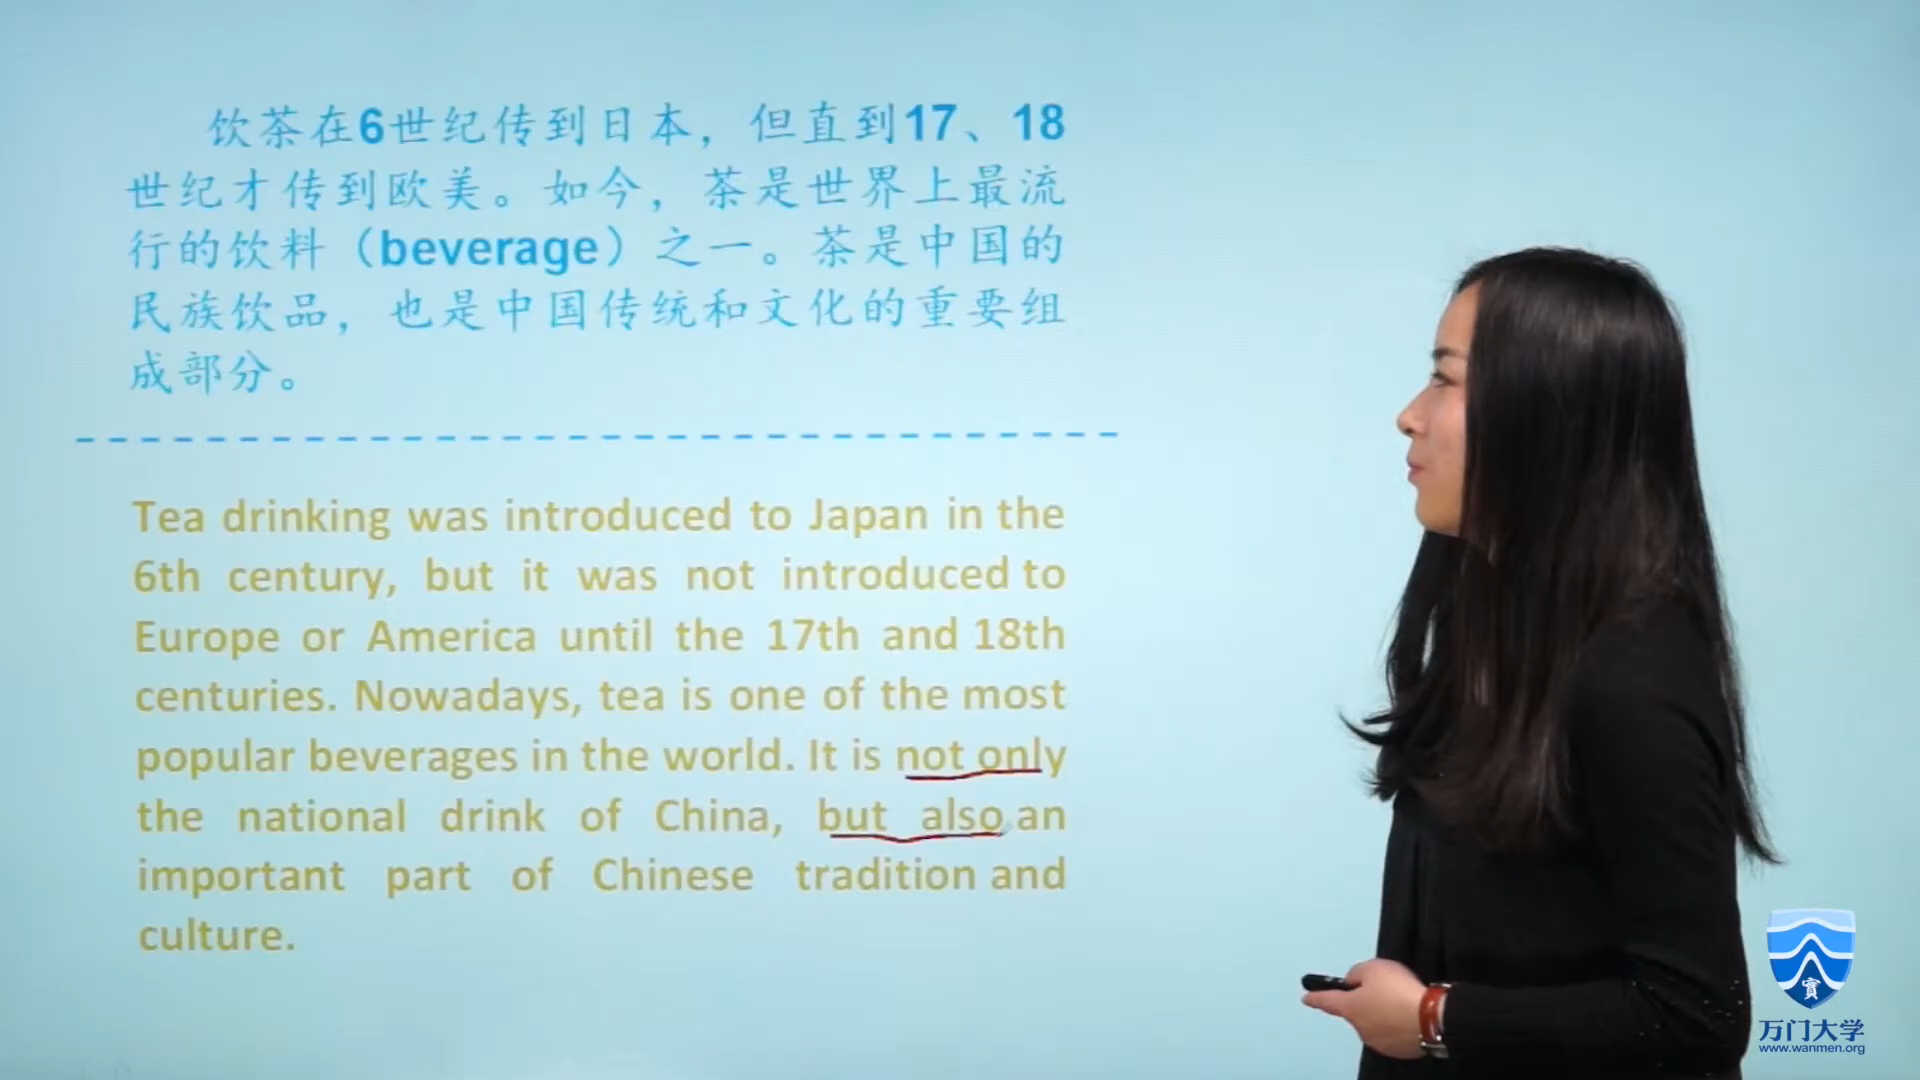 饮茶在6世纪传到日本，但直到17、18
世纪才传到欧美。如今，茶是世界上最流
行的饮料（beverage）之一。茶是中国的
民族饮品，也是中国传统和文化的重要组
成部分。
Tea drinking was introduced to Japan in the
6th century, but it was not introduced to
Europe or America until the 17th and 18th
centuries. Nowadays, tea is one of the most
popular beverages in the world. It is not only
the national drink of China, but also an
important part of Chinese tradition and
culture.
實
万门大学
www.wanmen.org